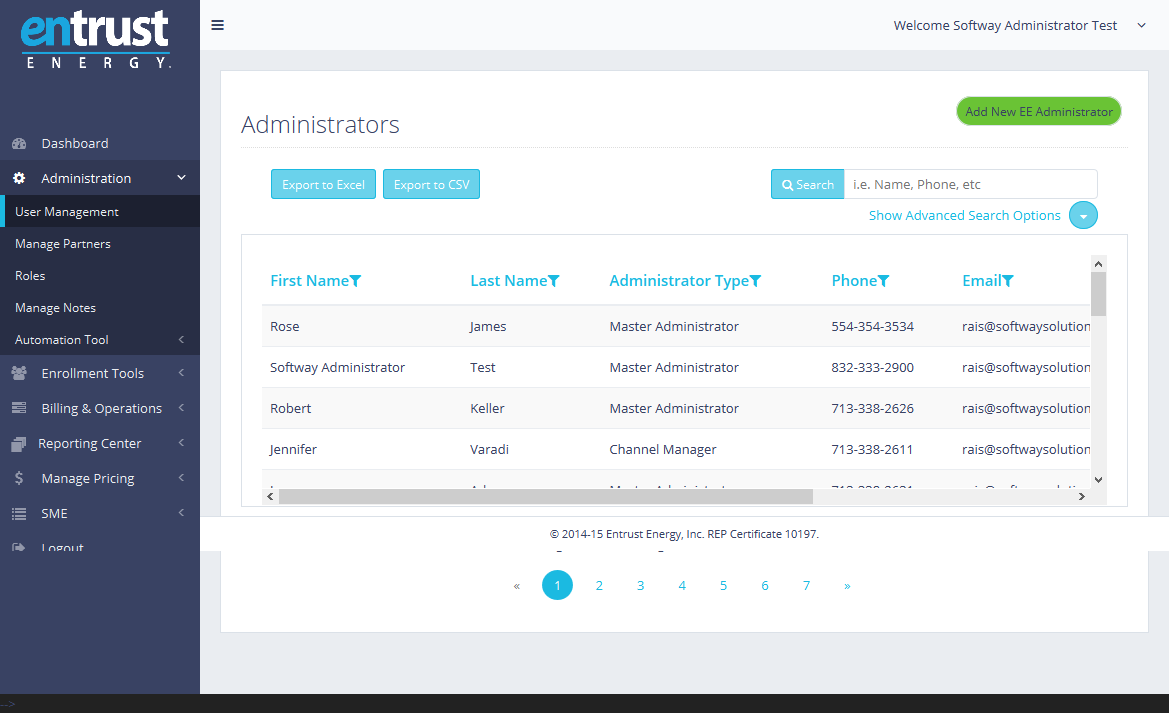 entrust
ENERGY.
Welcome Softway Administrator Test
Dashboard
Administration
User Management
Manage Partners
Roles
Manage Notes
Automation Tool
Enrollment Tools
Billing & Operations
Reporting Center
Manage Pricing
SME
Logout
Administrators
Add New EE Administrator
Export to Excel
Export to CSV
Search
i.e. Name, Phone, etc
Show Advanced Search Options
First Name Last Name Administrator Type Phone Email
Rose James Master Administrator 554-354-3534 rais@softwaysolution
Softway Administrator Test Master Administrator 832-333-2900 rais@softwaysolution
Robert Keller Master Administrator 713-338-2626 rais@softwaysolution
Jennifer Varadi Channel Manager 713-338-2611 rais@softwaysolution
© 2014-15 Entrust Energy, Inc. REP Certificate 10197.
« 1 2 3 4 5 6 7 »
-->